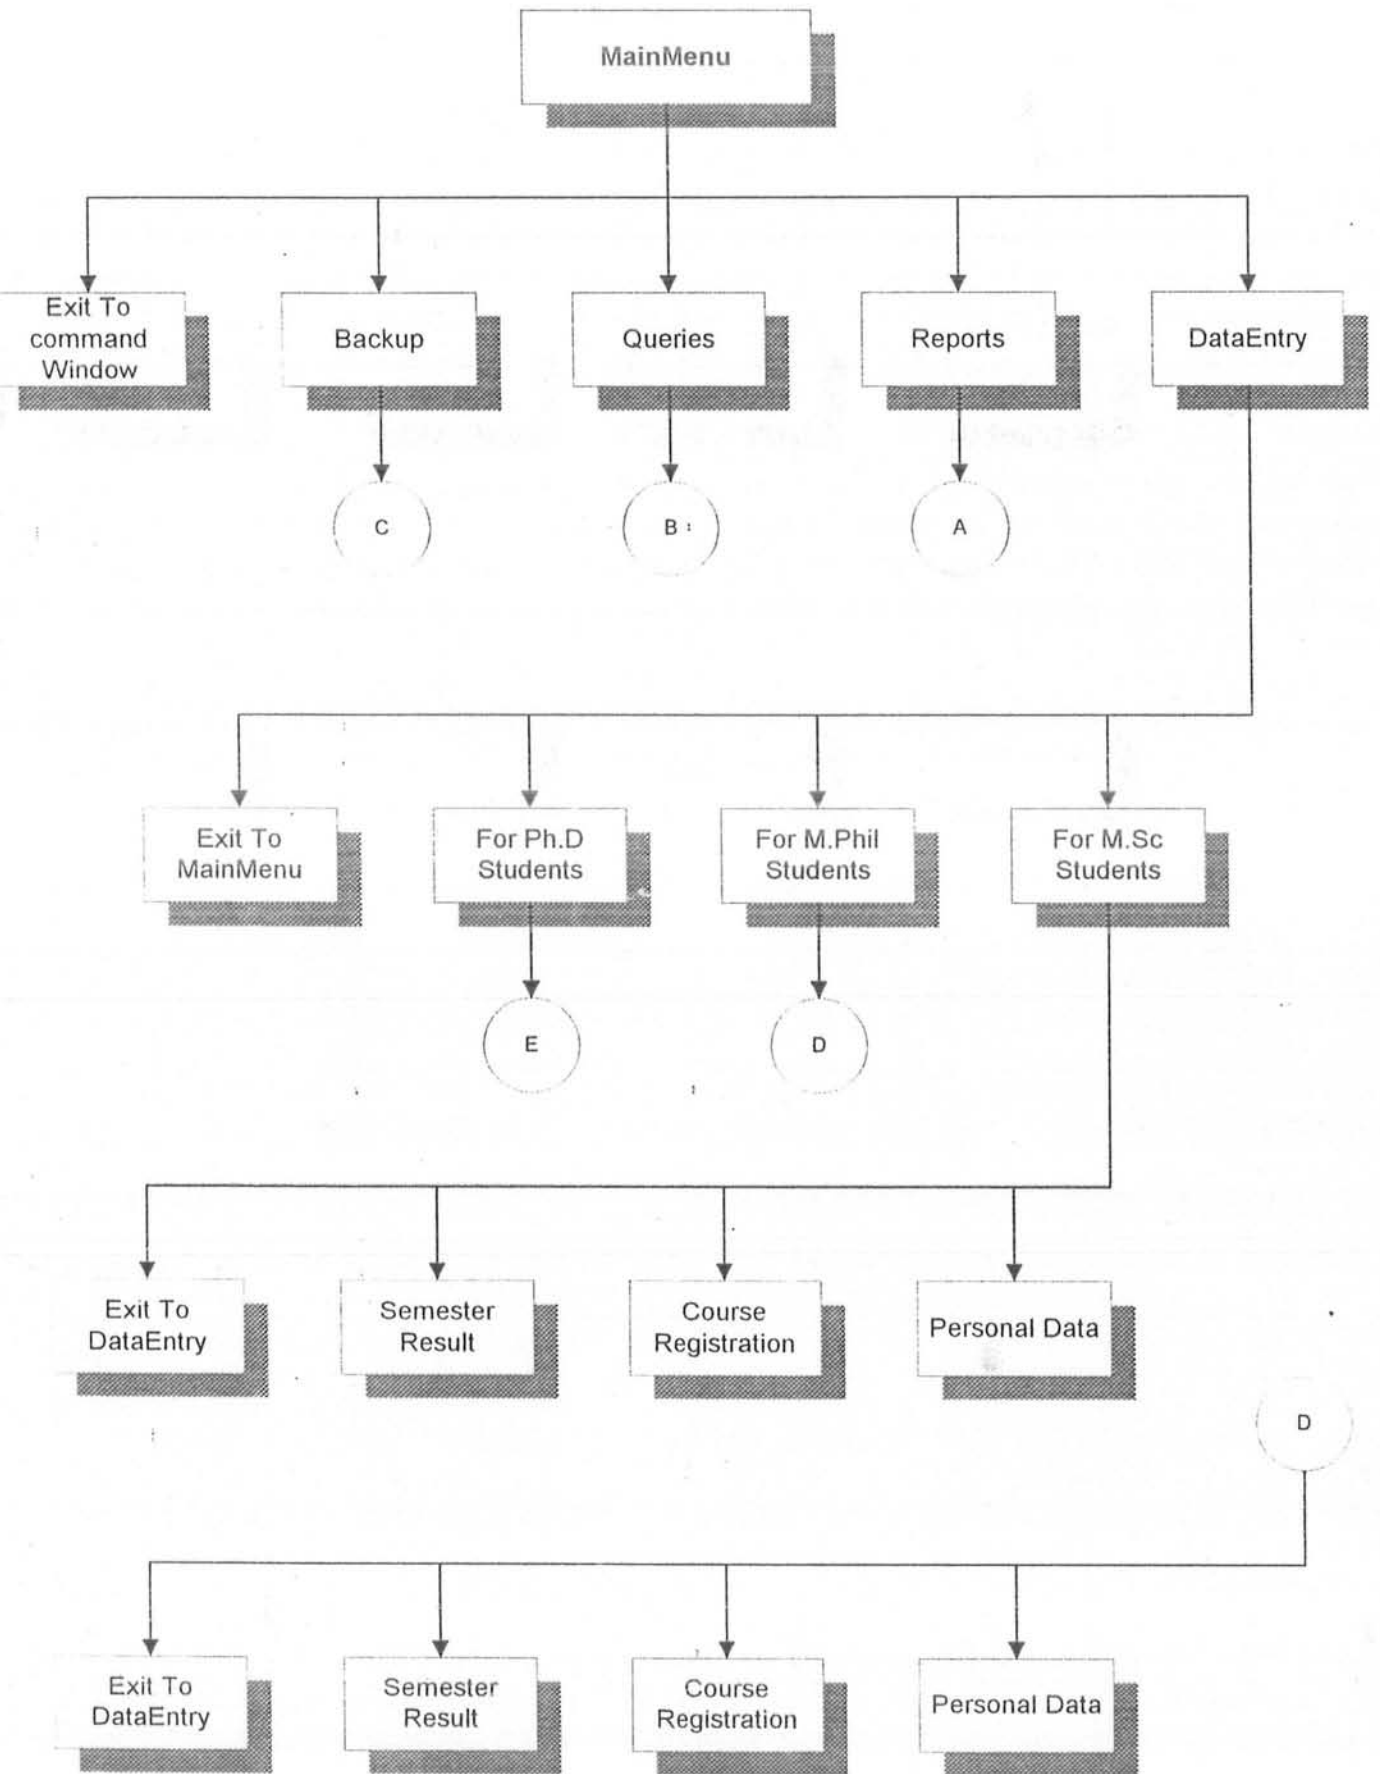 MainMenu
Exit To
command
Window
Backup
Queries
Reports
DataEntry
C
B
A
Exit To
MainMenu
For Ph.D
Students
For M.Phil
Students
For M.Sc
Students
E
D
Exit To
DataEntry
Semester
Result
Course
Registration
Personal Data
D
Exit To
DataEntry
Semester
Result
Course
Registration
Personal Data